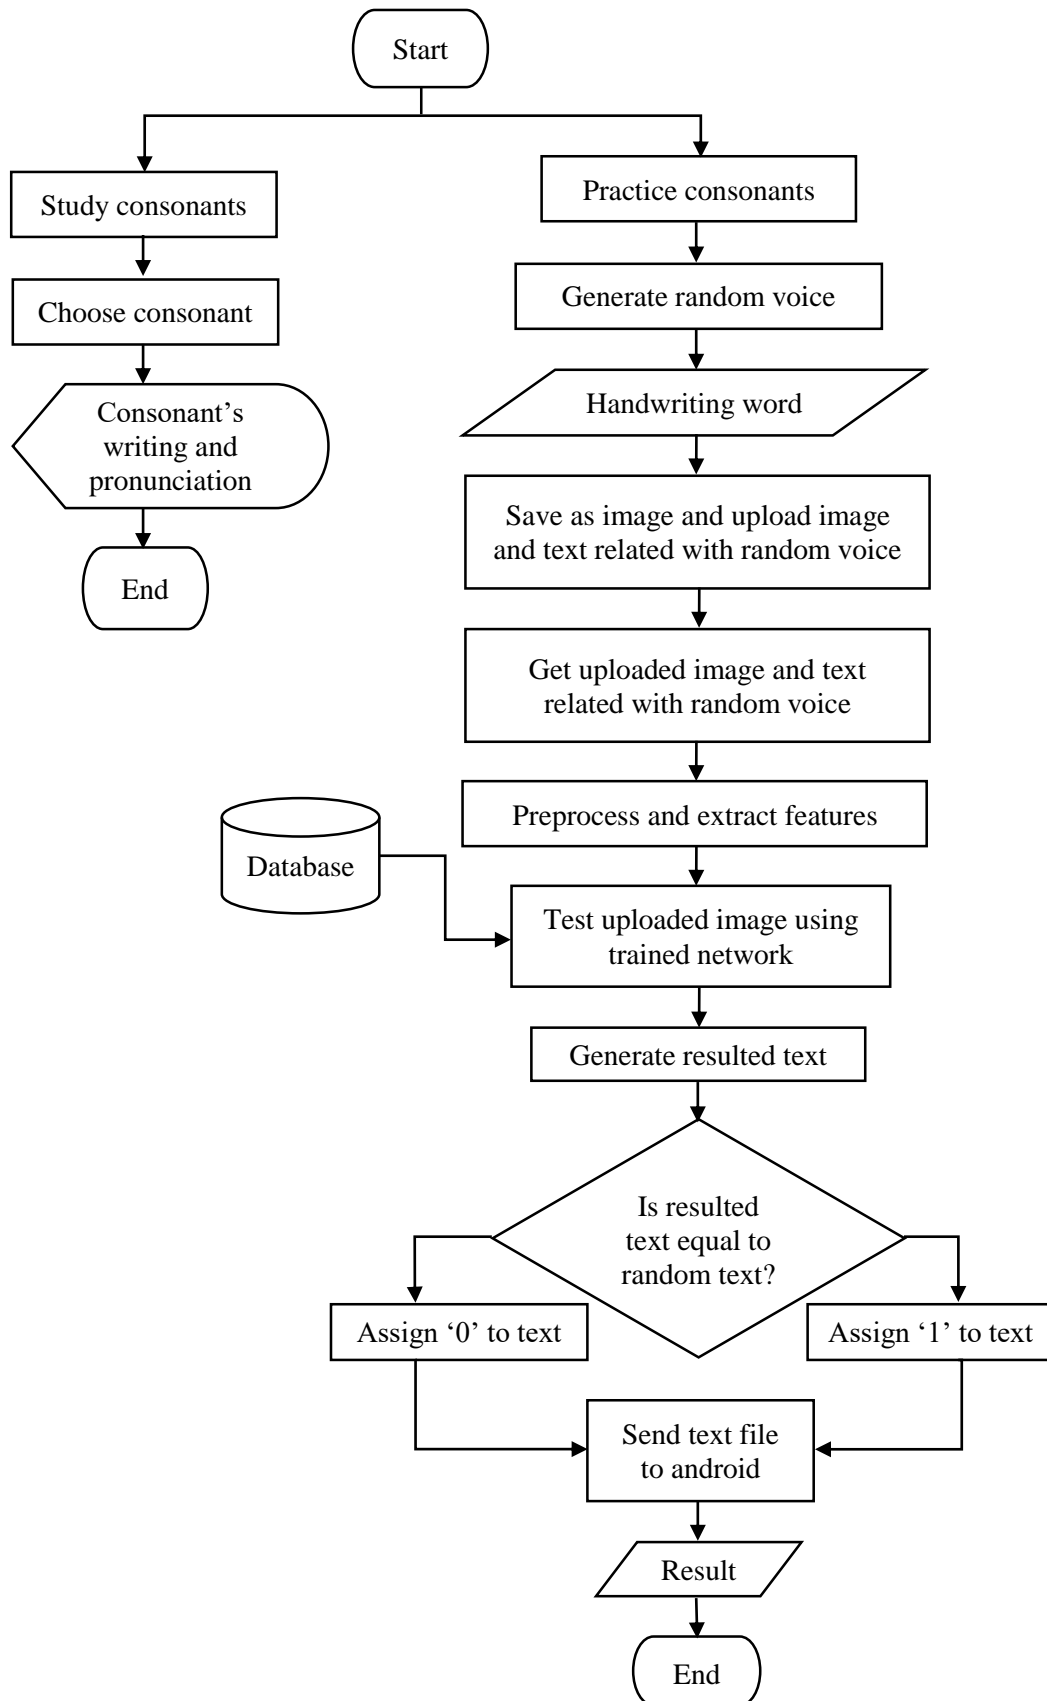 Start
Study consonants
Choose consonant
Consonant’s
writing and
pronunciation
End
Practice consonants
Generate random voice
Handwriting word
Save as image and upload image
and text related with random voice
Get uploaded image and text
related with random voice
Preprocess and extract features
Database
Test uploaded image using
trained network
Generate resulted text
Is resulted
text equal to
random text?
Assign ‘0’ to text
Assign ‘1’ to text
Send text file
to android
Result
End